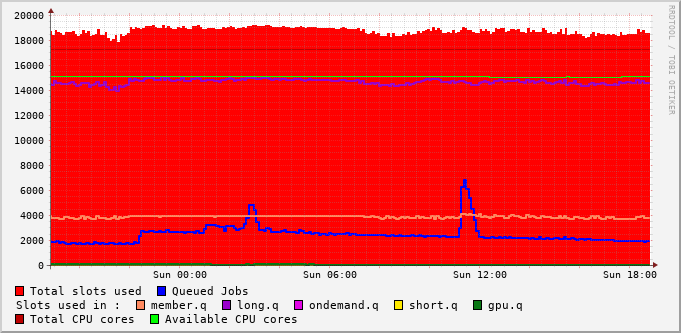 20000
18000
16000
14000
12000
10000
8000
6000
4000
2000
0
Sun 00:00 Sun 06:00 Sun 12:00 Sun 18:00
RRDTOOL / TOBI OETIKER
Total slots used Queued Jobs
Slots used in : member.q long.q ondemand.q short.q gpu.q
Total CPU cores Available CPU cores